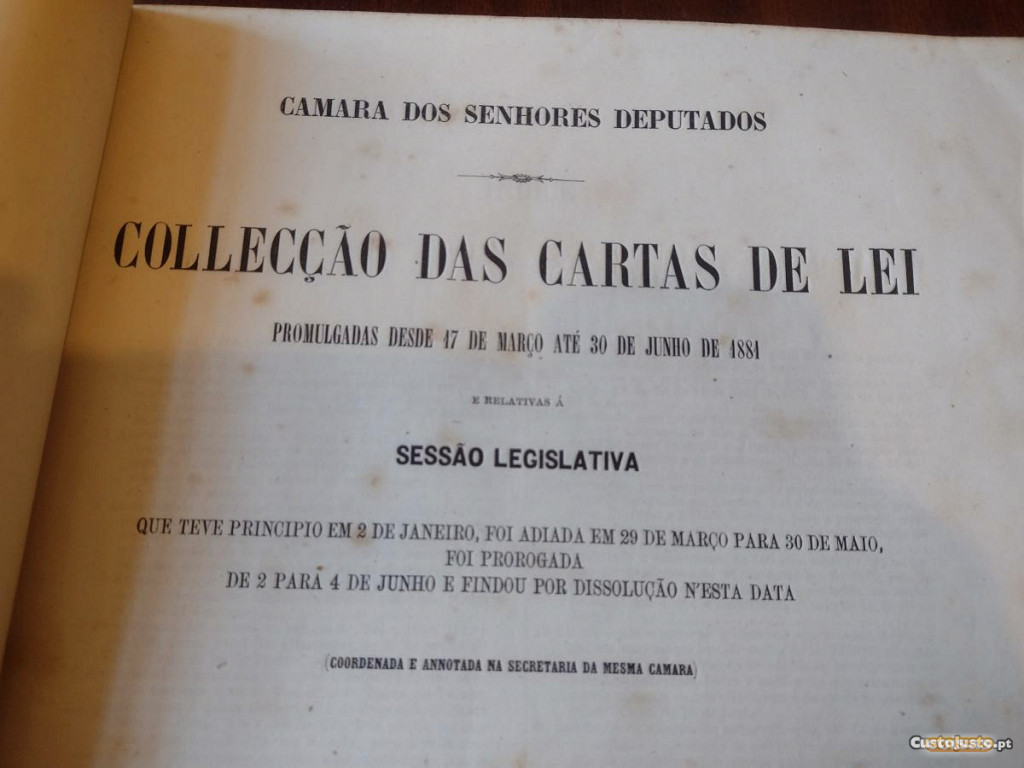 CAMARA DOS SENHORES DEPUTADOS
COLLECÇÃO DAS CARTAS DE LEI
PROMULGADAS DESDE 17 DE MARÇO ATÉ 30 DE JUNHO DE 1881
E RELATIVAS Á
SESSÃO LEGISLATIVA
QUE TEVE PRINCIPIO EM 2 DE JANEIRO, FOI ADIADA EM 29 DE MARÇO PARA 30 DE MAIO,
FOI PROROGADA
DE 2 PARA 4 DE JUNHO E FINDOU POR DISSOLUÇÃO N'ESTA DATA
(COORDENADA E ANNOTADA NA SECRETARIA DA MESMA CAMARA)
CustoJusto.pt